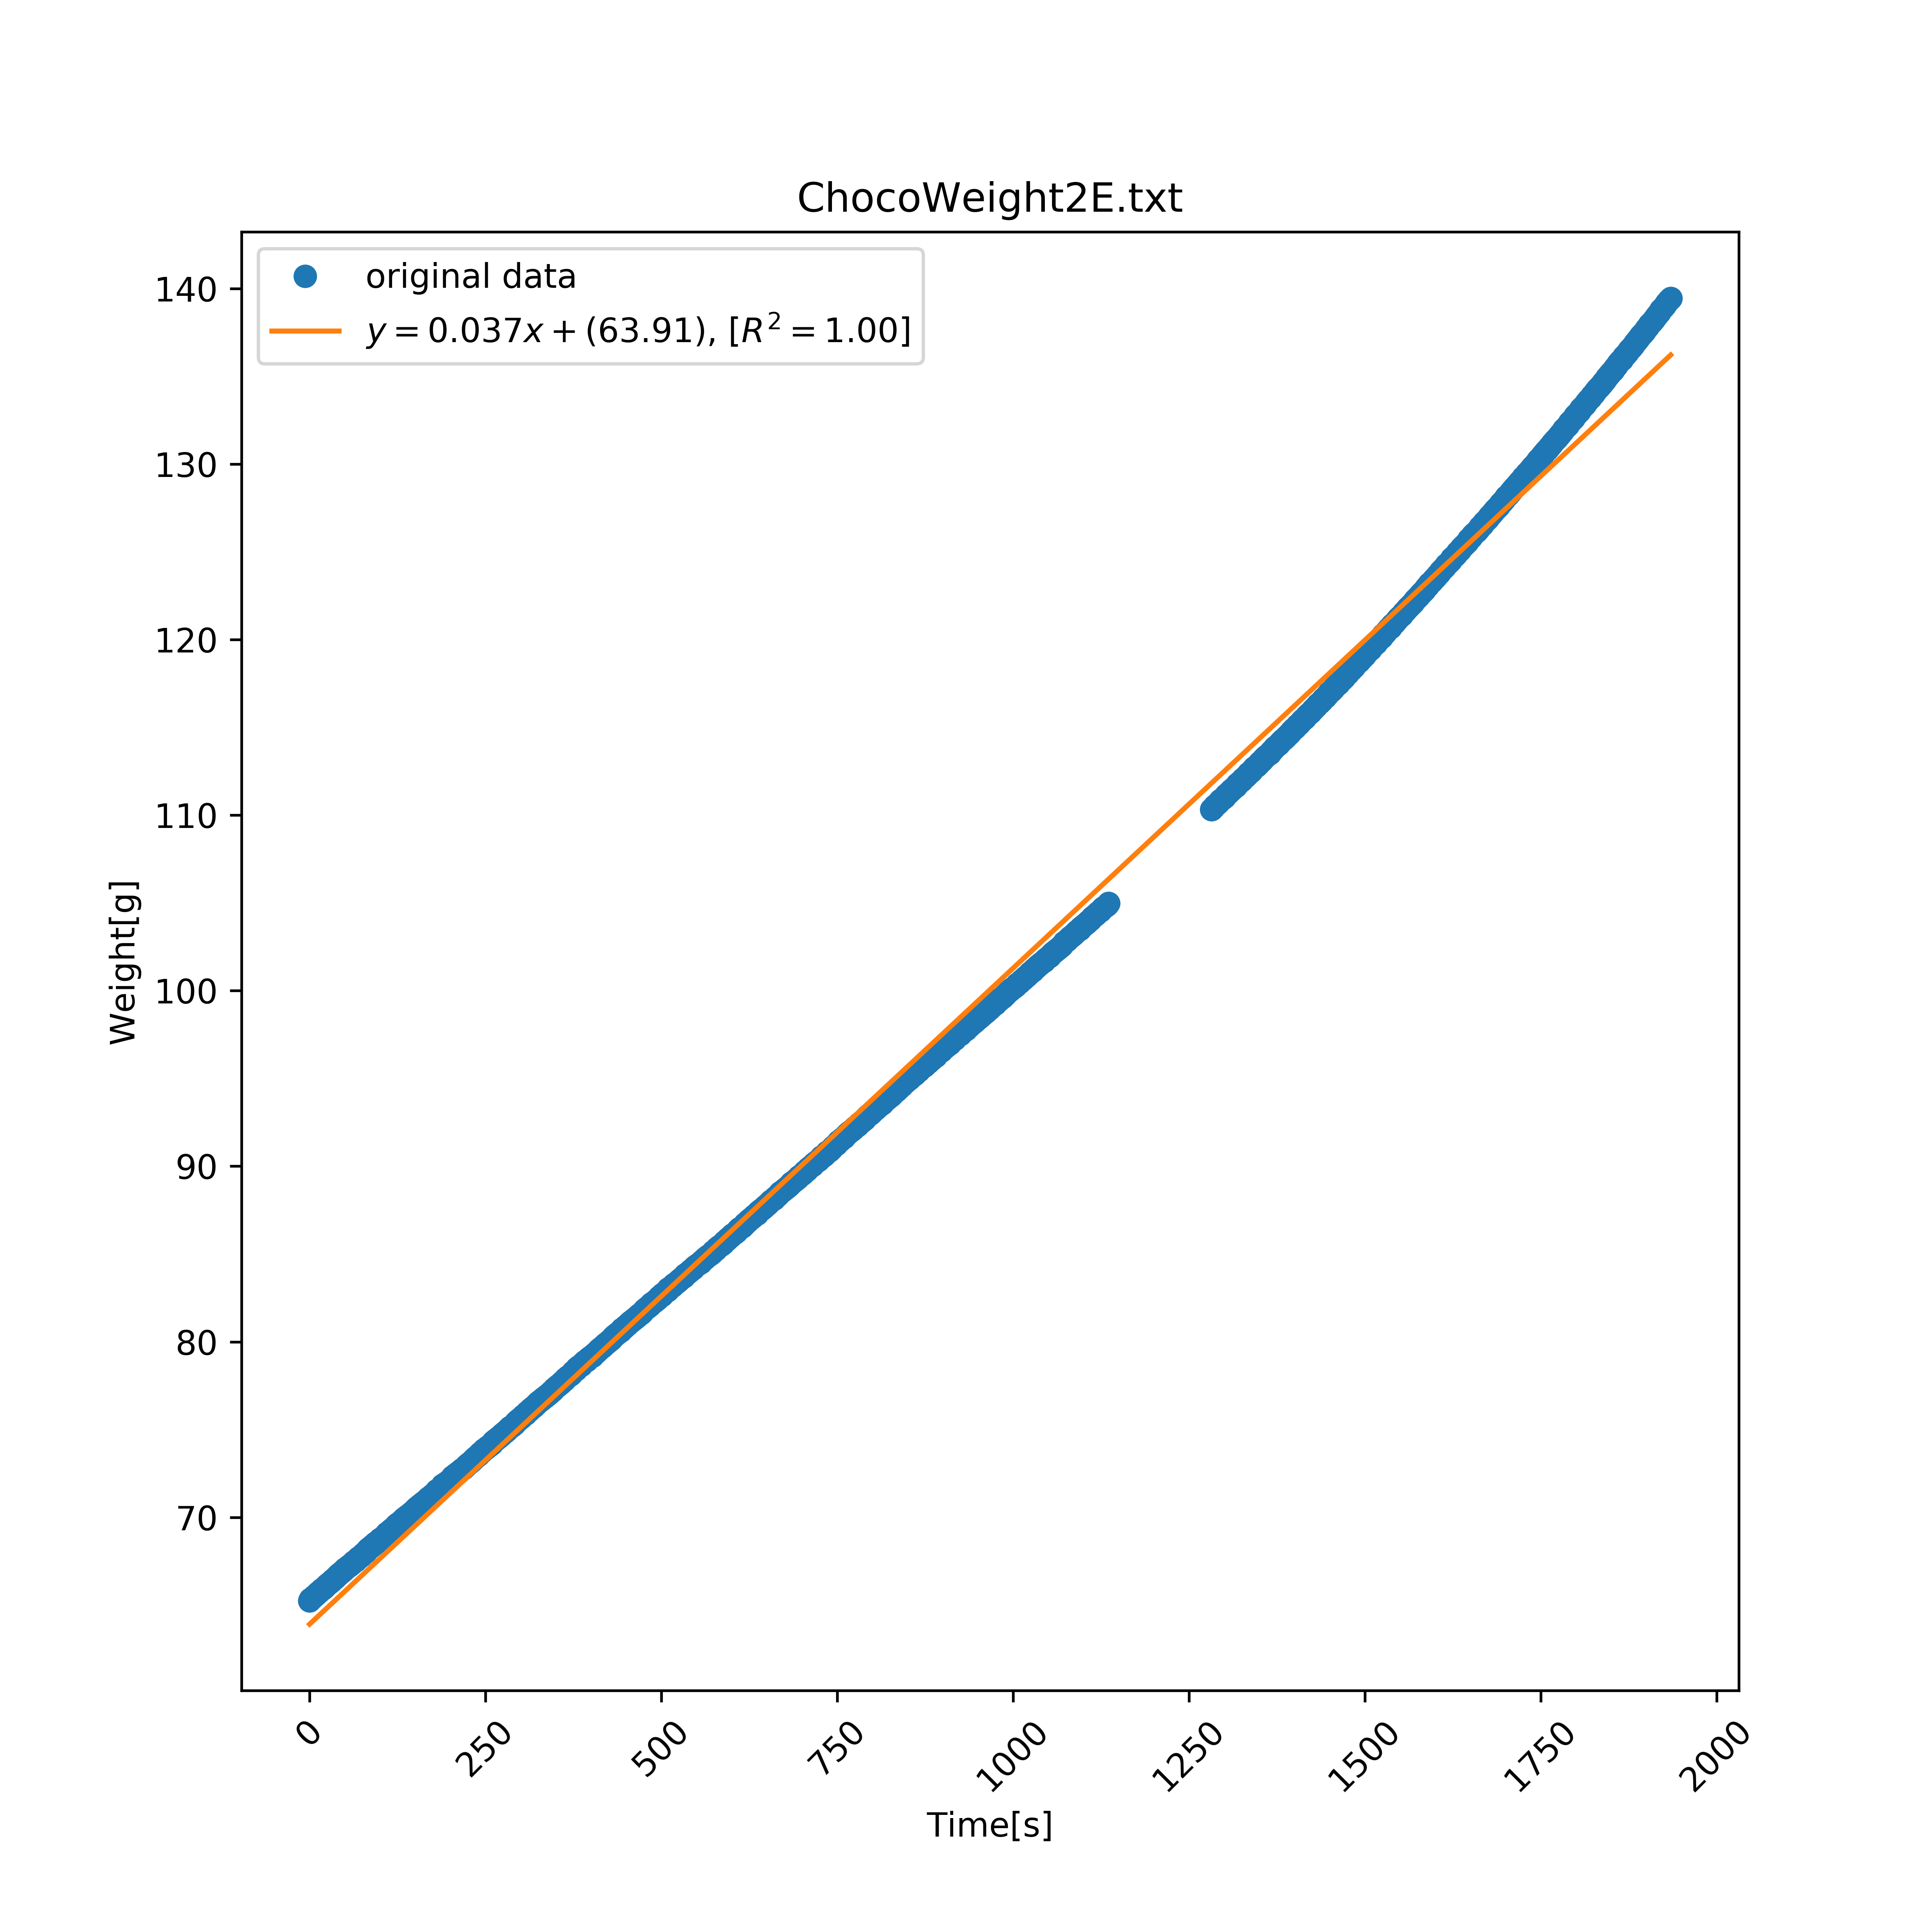 ChocoWeight2E.txt
original data
y = 0.037x + (63.91), [R² = 1.00]
140
130
120
110
100
90
80
70
Weight[g]
0 250 500 750 1000 1250 1500 1750 2000
Time[s]